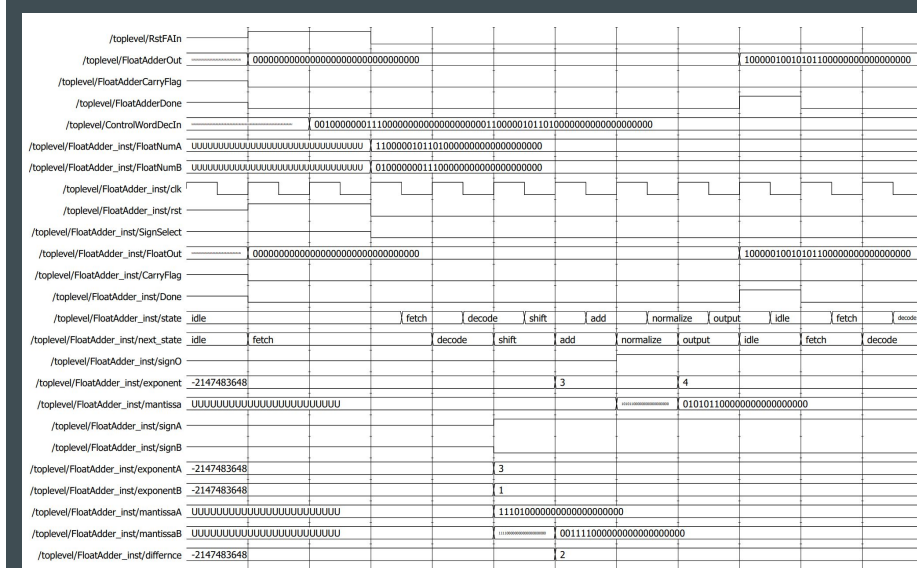 /toplevel/RstFAIn
/toplevel/FloatAdderOut 00000000000000000000000000000000 10000010010101100000000000000000
/toplevel/FloatAdderCarryFlag
/toplevel/FloatAdderDone
/toplevel/ControlWordDecIn 00100000001110000000000000000000011000001011010000000000000000000
/toplevel/FloatAdder_inst/FloatNumA UUUUUUUUUUUUUUUUUUUUUUUUUUUUUUUU 11000001011010000000000000000000
/toplevel/FloatAdder_inst/FloatNumB UUUUUUUUUUUUUUUUUUUUUUUUUUUUUUUU 01000000011100000000000000000000
/toplevel/FloatAdder_inst/clk
/toplevel/FloatAdder_inst/rst
/toplevel/FloatAdder_inst/SignSelect
/toplevel/FloatAdder_inst/FloatOut 00000000000000000000000000000000 10000010010101100000000000000000
/toplevel/FloatAdder_inst/CarryFlag
/toplevel/FloatAdder_inst/Done
/toplevel/FloatAdder_inst/state idle fetch decode shift add normalize output idle fetch decode
/toplevel/FloatAdder_inst/next_state idle fetch decode shift add normalize output idle fetch decode
/toplevel/FloatAdder_inst/signO
/toplevel/FloatAdder_inst/exponent -2147483648 3 4
/toplevel/FloatAdder_inst/mantissa UUUUUUUUUUUUUUUUUUUUUUUU 010101100000000000000000
/toplevel/FloatAdder_inst/signA
/toplevel/FloatAdder_inst/signB
/toplevel/FloatAdder_inst/exponentA -2147483648 3
/toplevel/FloatAdder_inst/exponentB -2147483648 1
/toplevel/FloatAdder_inst/mantissaA UUUUUUUUUUUUUUUUUUUUUUUU 111010000000000000000000
/toplevel/FloatAdder_inst/mantissaB UUUUUUUUUUUUUUUUUUUUUUUU 001111000000000000000000
/toplevel/FloatAdder_inst/differnce -2147483648 2